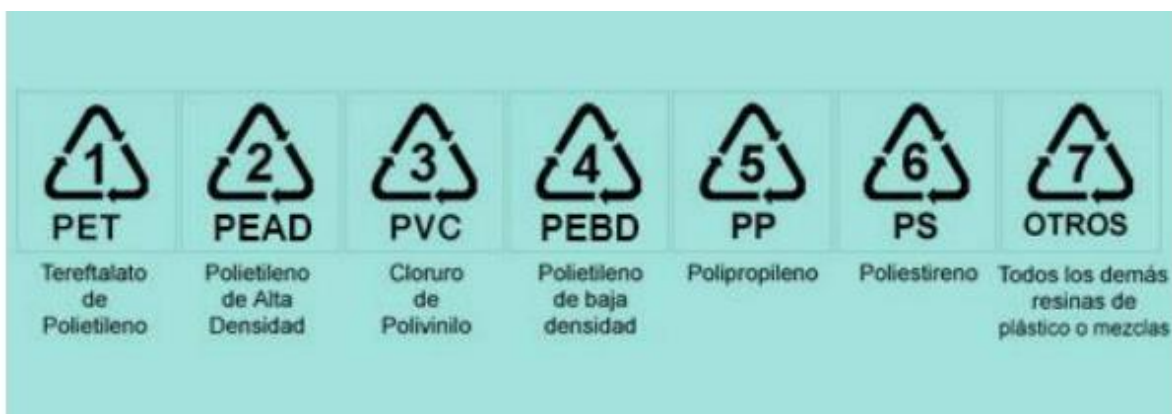 1
PET
Tereftalato
de
Polietileno
2
PEAD
Polietileno
de Alta
Densidad
3
PVC
Cloruro
de
Polivinilo
4
PEBD
Polietileno
de baja
densidad
5
PP
Polipropileno
6
PS
Poliestireno
7
OTROS
Todos los demás
resinas de
plástico o mezclas